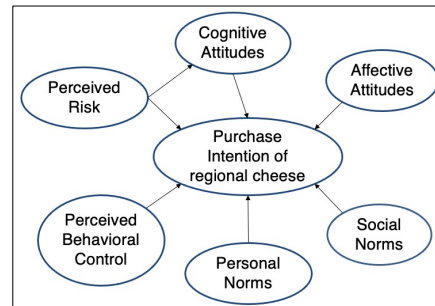 Cognitive
Attitudes
Perceived
Risk
Affective
Attitudes
Purchase
Intention of
regional cheese
Perceived
Behavioral
Control
Personal
Norms
Social
Norms